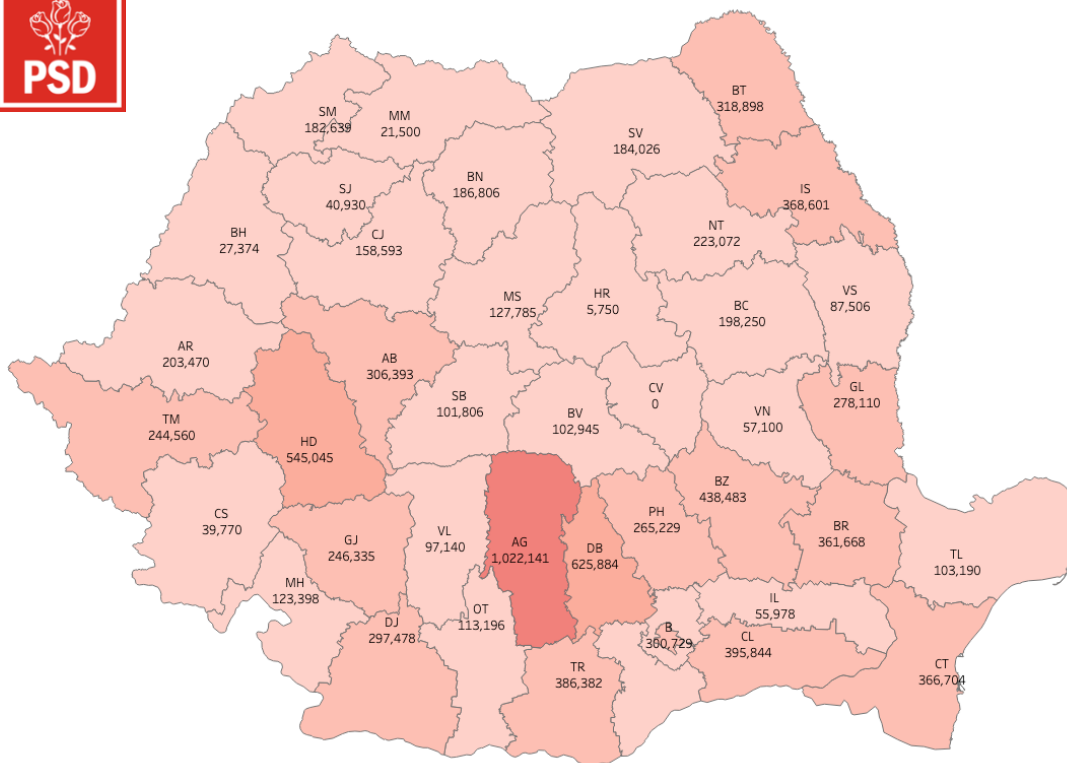 PSD
BT
318,898
SM
182,639
MM
21,500
SV
184,026
BN
186,806
SJ
40,930
IS
368,601
BH
27,374
CJ
158,593
NT
223,072
MS
127,785
HR
5,750
BC
198,250
VS
87,506
AR
203,470
AB
306,393
SB
101,806
CV
0
GL
278,110
BV
102,945
VN
57,100
TM
244,560
HD
545,045
BZ
438,483
CS
39,770
GJ
246,335
VL
97,140
AG
1,022,141
DB
625,884
PH
265,229
BR
361,668
TL
103,190
MH
123,398
OT
113,196
IL
55,978
DJ
297,478
B
300,729
CL
395,844
TR
386,382
CT
366,704